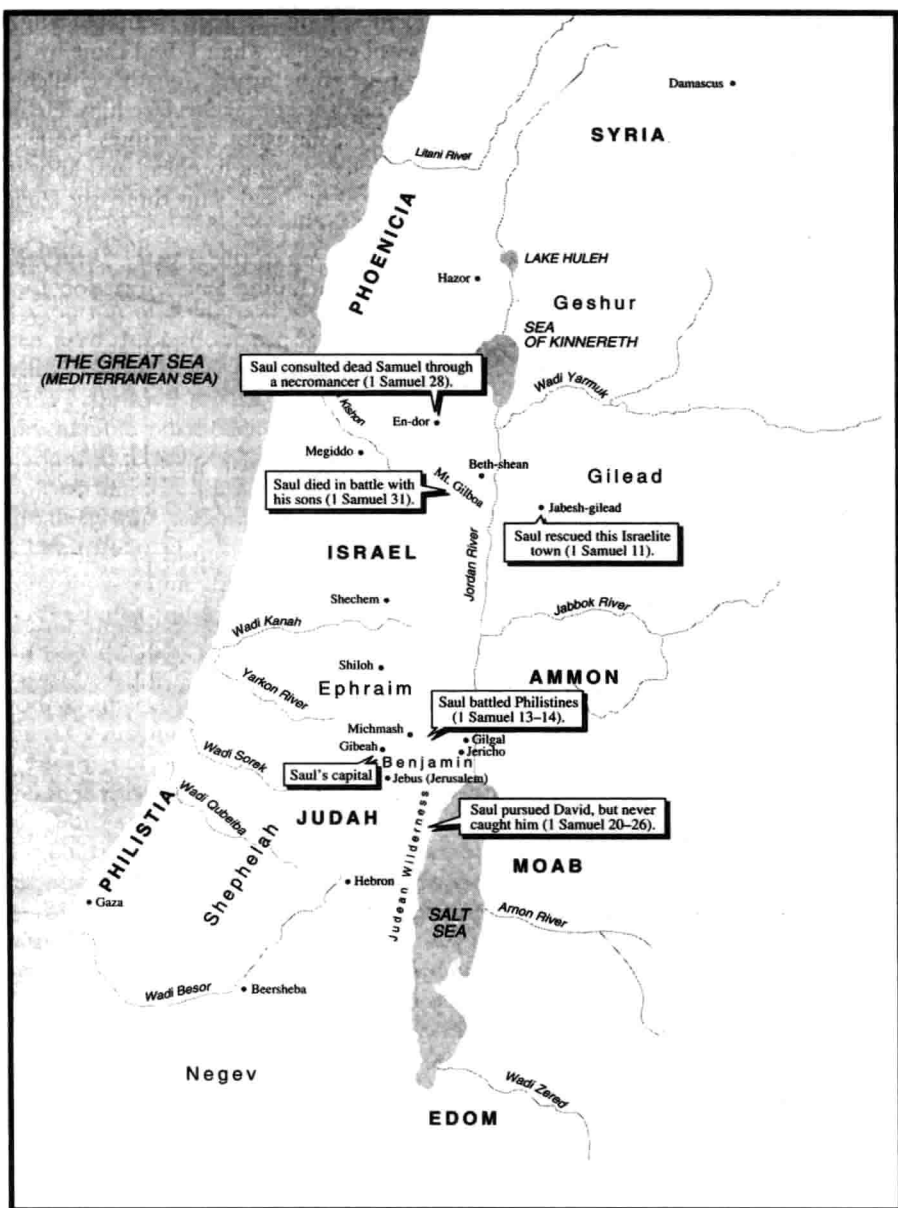 Damascus
SYRIA
Litani River
PHOENICIA
LAKE HULEH
Hazor
Geshur
SEA
OF KINNERETH
THE GREAT SEA
(MEDITERRANEAN SEA)
Saul consulted dead Samuel through
a necromancer (1 Samuel 28).
Wadi Yarmuk
Kishon
En-dor
Megiddo
Beth-shean
Gilead
Mt. Gilboa
Saul died in battle with
his sons (1 Samuel 31).
Jabesh-gilead
Saul rescued this Israelite
town (1 Samuel 11).
ISRAEL
Jordan River
Shechem
Jabbok River
Wadi Kanah
Shiloh
Ephraim
AMMON
Yarkon River
Saul battled Philistines
(1 Samuel 13–14).
Michmash
Gilgal
Gibeah
Jericho
Benjamin
Wadi Sorek
Saul's capital
Jebus (Jerusalem)
Wadi Qubeiba
PHILISTIA
JUDAH
Saul pursued David, but never
caught him (1 Samuel 20–26).
Shephelah
Judean Wilderness
MOAB
Hebron
Gaza
SALT
SEA
Arnon River
Wadi Besor
Beersheba
Negev
Wadi Zered
EDOM